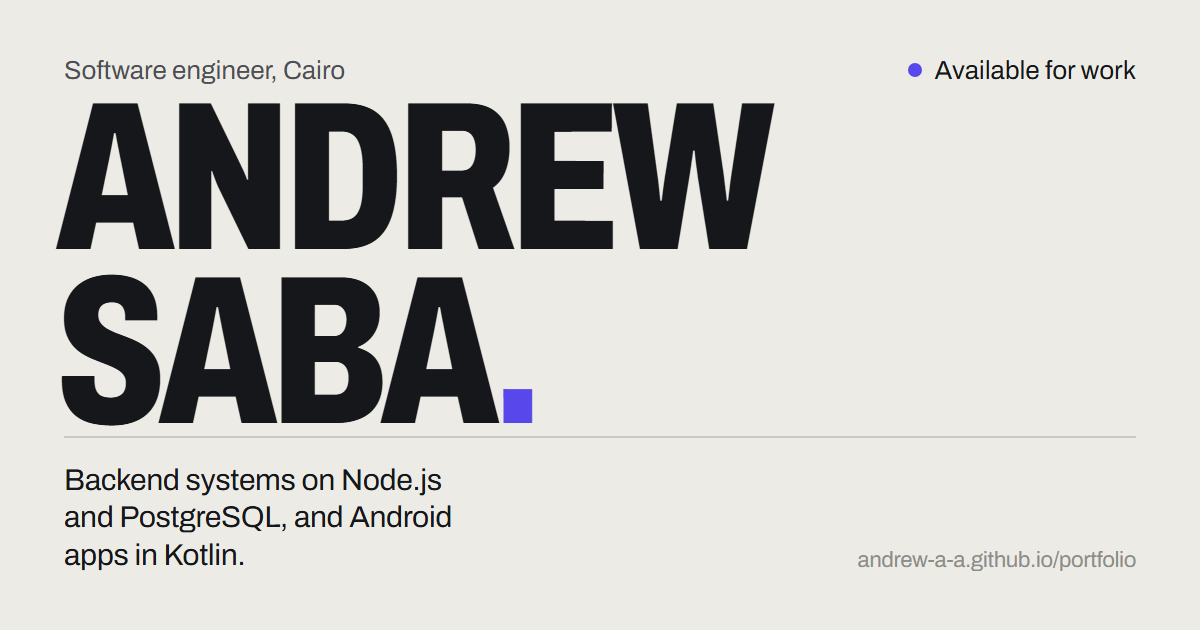 Software engineer, Cairo
Available for work
ANDREW
SABA.
Backend systems on Node.js
and PostgreSQL, and Android
apps in Kotlin.
andrew-a-a.github.io/portfolio